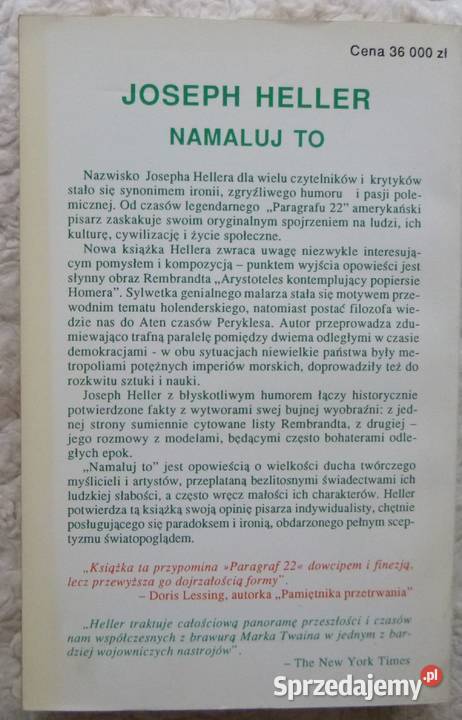 Cena 36 000 zł
JOSEPH HELLER
NAMALUJ TO
Nazwisko Josepha Hellera dla wielu czytelników i krytyków
stało się synonimem ironii, zgryźliwego humoru i pasji pole-
micznej. Od czasów legendarnego „Paragrafu 22" amerykański
pisarz zaskakuje swoim oryginalnym spojrzeniem na ludzi, ich
kulturę, cywilizację i życie społeczne.
Nowa książka Hellera zwraca uwagę niezwykle interesują-
cym pomysłem i kompozycją – punktem wyjścia opowieści jest
słynny obraz Rembrandta „Arystoteles kontemplujący popiersie
Homera". Sylwetka genialnego malarza stała się motywem prze-
wodnim tematu holenderskiego, natomiast postać filozofa wie-
dzie nas do Aten czasów Peryklesa. Autor przeprowadza zdu-
miewająco trafną paralelę pomiędzy dwiema odległymi w czasie
demokracjami - w obu sytuacjach niewielkie państwa były me-
tropoliami potężnych imperiów morskich, doprowadziły też do
rozkwitu sztuki i nauki.
Joseph Heller z błyskotliwym humorem łączy historycznie
potwierdzone fakty z wytworami swej bujnej wyobraźni: z jed-
nej strony sumiennie cytowane listy Rembrandta, z drugiej –
jego rozmowy z modelami, będącymi często bohaterami odle-
głych epok.
„Namaluj to" jest opowieścią o wielkości ducha twórczego
myślicieli i artystów, przeplataną bezlitosnymi świadectwami ich
ludzkiej słabości, a często wręcz małości ich charakterów. Heller
potwierdza tą książką swoją opinię pisarza indywidualisty, chętnie
posługującego się paradoksem i ironią, obdarzonego pełnym scep-
tyzmu światopoglądem.
„Książka ta przypomina »Paragraf 22« dowcipem i finezją,
lecz przewyższa go dojrzałością formy".
– Doris Lessing, autorka „Pamiętnika przetrwania"
„Heller traktuje całościową panoramę przeszłości i czasów
nam współczesnych z brawurą Marka Twaina w jednym z bar-
dziej wojowniczych nastrojów".
– The New York Times
Sprzedajemy.pl